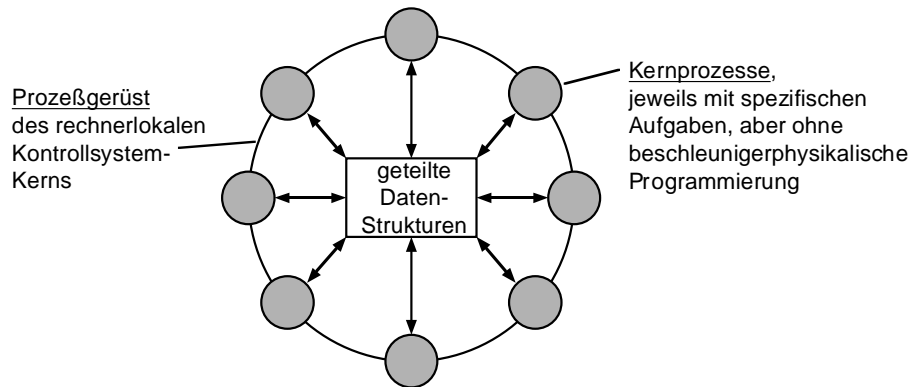 Prozeßgerüst
des rechnerlokalen
Kontrollsystem-
Kerns
geteilte
Daten-
Strukturen
Kernprozesse,
jeweils mit spezifischen
Aufgaben, aber ohne
beschleunigerphysikalische
Programmierung